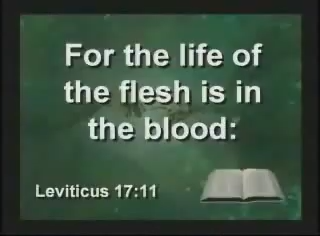 For the life of
the flesh is in
the blood:
Leviticus 17:11